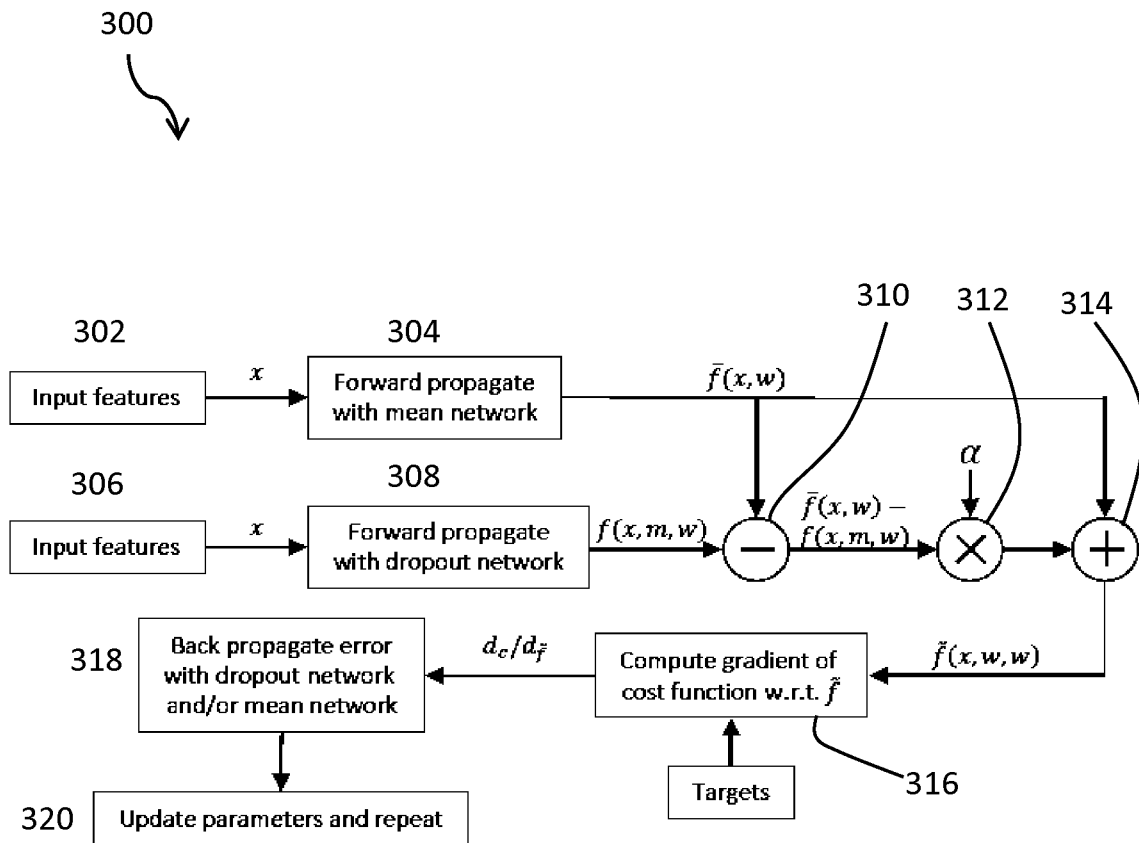 300
310
312
314
302
304
Input features
x
Forward propagate
with mean network
f̄(x,w)
α
306
308
Input features
x
Forward propagate
with dropout network
f(x,m,w)
−
f̄(x,w) −
f(x,m,w)
×
+
318
Back propagate error
with dropout network
and/or mean network
d_c/d_f̃
Compute gradient of
cost function w.r.t. f̃
f̃(x,w,w)
316
Targets
320
Update parameters and repeat